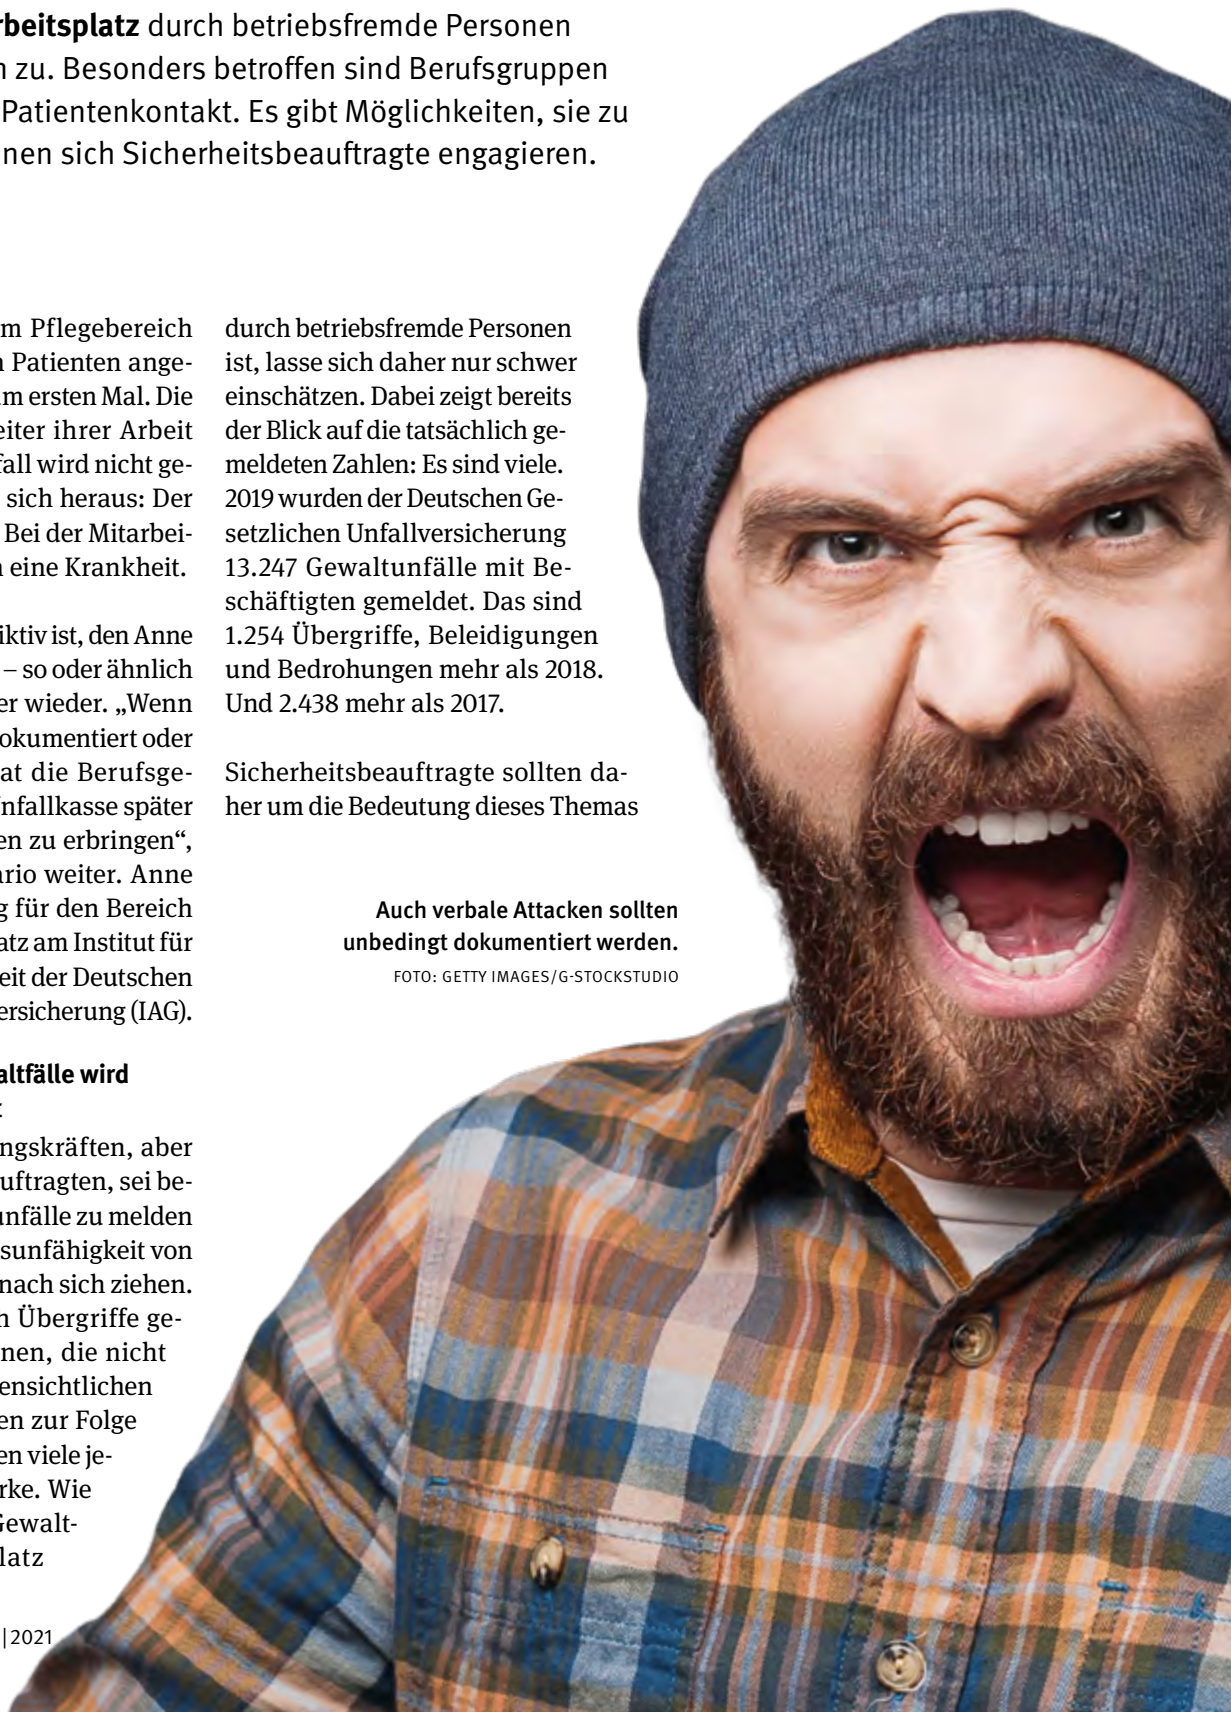 rbeitsplatz durch betriebsfremde Personen
n zu. Besonders betroffen sind Berufsgruppen
Patientenkontakt. Es gibt Möglichkeiten, sie zu
nen sich Sicherheitsbeauftragte engagieren.
m Pflegebereich
n Patienten ange-
m ersten Mal. Die
eiter ihrer Arbeit
fall wird nicht ge-
sich heraus: Der
Bei der Mitarbei-
n eine Krankheit.
iktiv ist, den Anne
– so oder ähnlich
er wieder. „Wenn
okumentiert oder
at die Berufsge-
nfallkasse später
en zu erbringen“,
ario weiter. Anne
g für den Bereich
atz am Institut für
eit der Deutschen
ersicherung (IAG).
altfälle wird
ngskräften, aber
uftragten, sei be-
unfälle zu melden
sunfähigkeit von
nach sich ziehen.
n Übergriffe ge-
nen, die nicht
ensichtlichen
en zur Folge
en viele je-
rke. Wie
Gewalt-
latz
durch betriebsfremde Personen
ist, lasse sich daher nur schwer
einschätzen. Dabei zeigt bereits
der Blick auf die tatsächlich ge-
meldeten Zahlen: Es sind viele.
2019 wurden der Deutschen Ge-
setzlichen Unfallversicherung
13.247 Gewaltunfälle mit Be-
schäftigten gemeldet. Das sind
1.254 Übergriffe, Beleidigungen
und Bedrohungen mehr als 2018.
Und 2.438 mehr als 2017.
Sicherheitsbeauftragte sollten da-
her um die Bedeutung dieses Themas
Auch verbale Attacken sollten
unbedingt dokumentiert werden.
FOTO: GETTY IMAGES/G-STOCKSTUDIO
| 2021